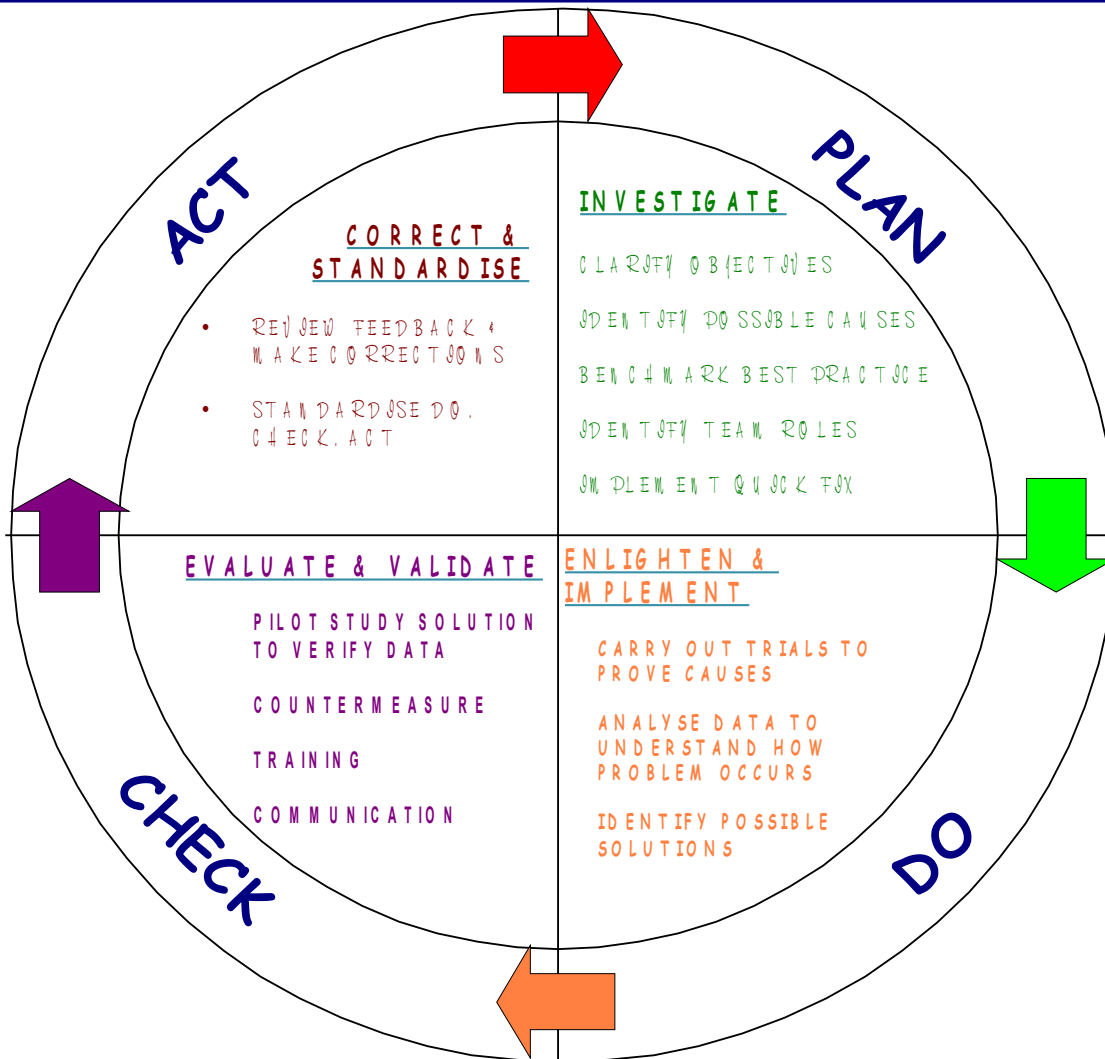 PLAN
INVESTIGATE
CLARIFY OBJECTIVES
IDENTIFY POSSIBLE CAUSES
BENCHMARK BEST PRACTICE
IDENTIFY TEAM ROLES
IMPLEMENT QUICK FIX
DO
ENLIGHTEN &
IMPLEMENT
CARRY OUT TRIALS TO
PROVE CAUSES
ANALYSE DATA TO
UNDERSTAND HOW
PROBLEM OCCURS
IDENTIFY POSSIBLE
SOLUTIONS
CHECK
EVALUATE & VALIDATE
PILOT STUDY SOLUTION
TO VERIFY DATA
COUNTERMEASURE
TRAINING
COMMUNICATION
ACT
CORRECT &
STANDARDISE
• REVIEW FEEDBACK &
MAKE CORRECTIONS
• STANDARDISE DO.
CHECK. ACT